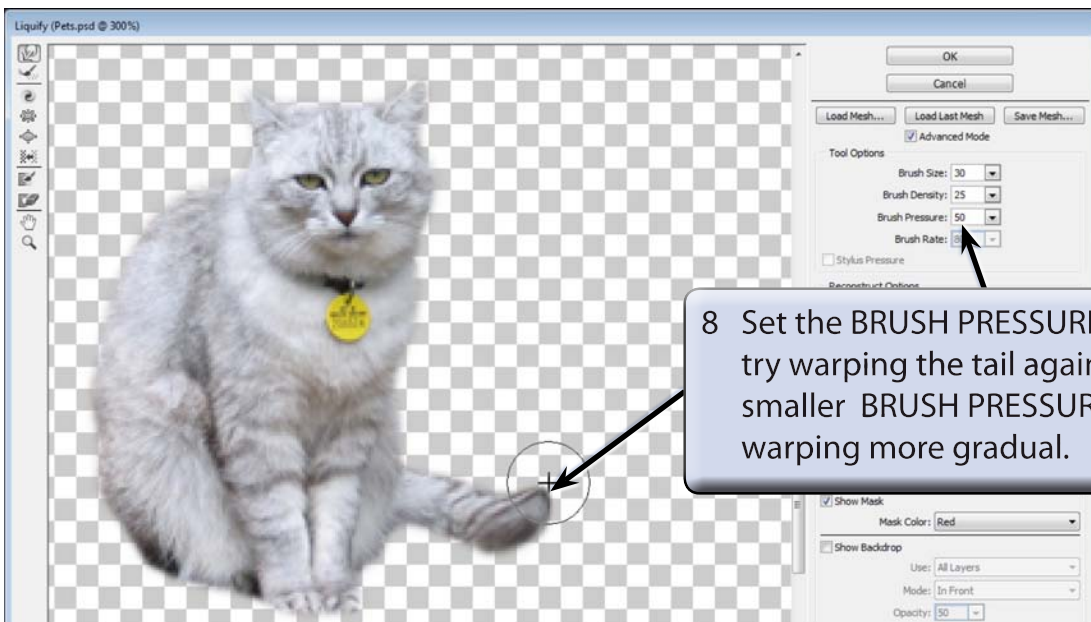 Liquify (Pets.psd @ 300%)
OK
Cancel
Load Mesh...
Load Last Mesh
Save Mesh...
Advanced Mode
Tool Options
Brush Size: 30
Brush Density: 25
Brush Pressure: 50
Brush Rate:
Stylus Pressure
Reconstruct Options
8 Set the BRUSH PRESSURE
try warping the tail again
smaller BRUSH PRESSUR
warping more gradual.
Show Mask
Mask Color: Red
Show Backdrop
Use: All Layers
Mode: In Front
Opacity: 50